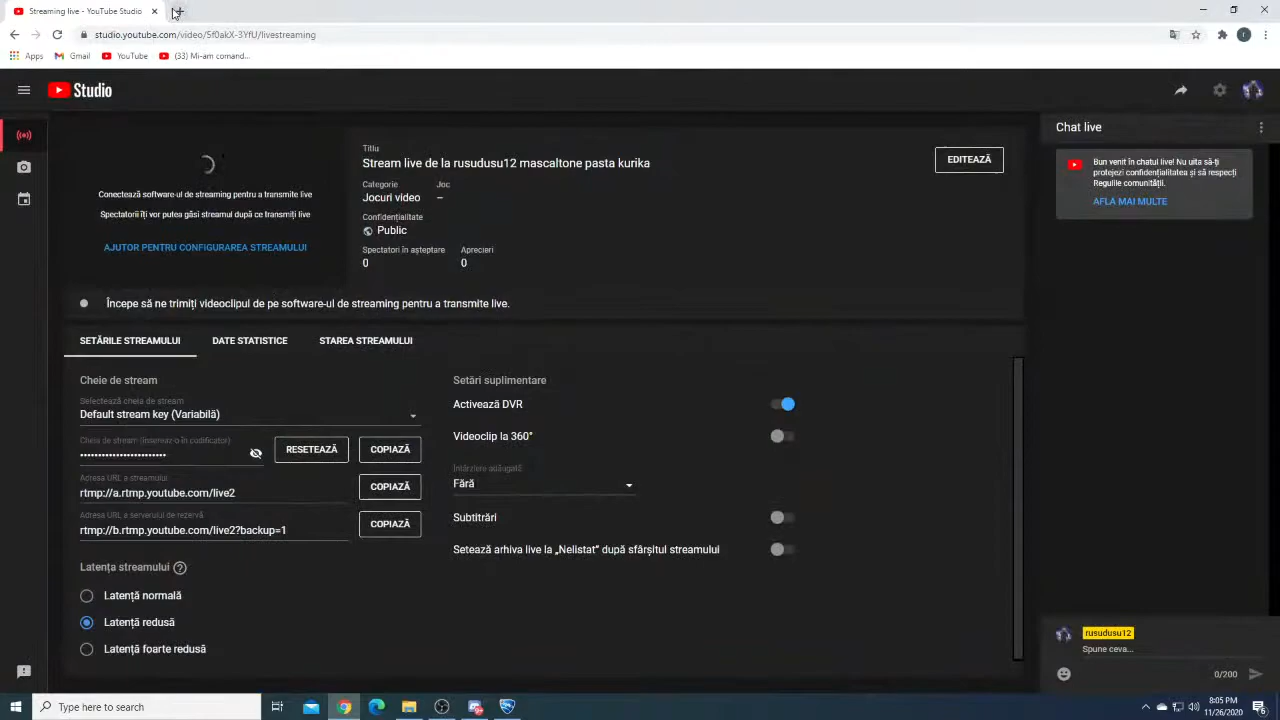 Streaming live - YouTube Studio
studio.youtube.com/video/5f0akX-3YfU/livestreaming
Apps
Gmail
YouTube
(33) Mi-am comand...
Studio
Conectează software-ul de streaming pentru a transmite live
Spectatorii îți vor putea găsi streamul după ce transmiți live
AJUTOR PENTRU CONFIGURAREA STREAMULUI
Titlu
Stream live de la rusudusu12 mascaltone pasta kurika
EDITEAZĂ
Categorie
Joc
Jocuri video
–
Confidențialitate
Public
Spectatori în așteptare
Aprecieri
0
0
Începe să ne trimiți videoclipul de pe software-ul de streaming pentru a transmite live.
SETĂRILE STREAMULUI
DATE STATISTICE
STAREA STREAMULUI
Cheie de stream
Selectează cheia de stream
Default stream key (Variabilă)
Cheie de stream (inserează-o în codificator)
RESETEAZĂ
COPIAZĂ
Adresa URL a streamului
rtmp://a.rtmp.youtube.com/live2
COPIAZĂ
Adresa URL a serverului de rezervă
rtmp://b.rtmp.youtube.com/live2?backup=1
COPIAZĂ
Latența streamului
Latență normală
Latență redusă
Latență foarte redusă
Setări suplimentare
Activează DVR
Videoclip la 360°
Întârzieri adăugată
Fără
Subtitrări
Setează arhiva live la „Nelistat” după sfârșitul streamului
Chat live
Bun venit în chatul live! Nu uita să-ți
protejezi confidențialitatea și să respecți
Regulile comunității.
AFLĂ MAI MULTE
rusudusu12
Spune ceva...
0/200
Type here to search
8:05 PM
11/26/2020